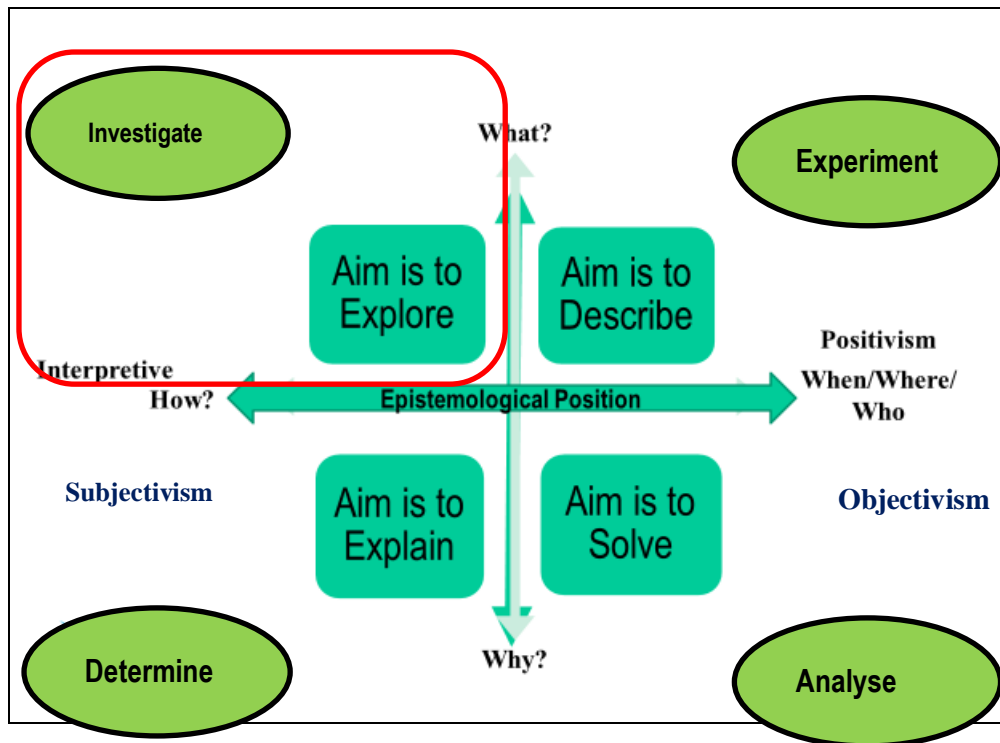 Investigate
What?
Experiment
Aim is to
Explore
Aim is to
Describe
Interpretive
How?
Epistemological Position
Positivism
When/Where/
Who
Subjectivism
Aim is to
Explain
Aim is to
Solve
Objectivism
Determine
Why?
Analyse